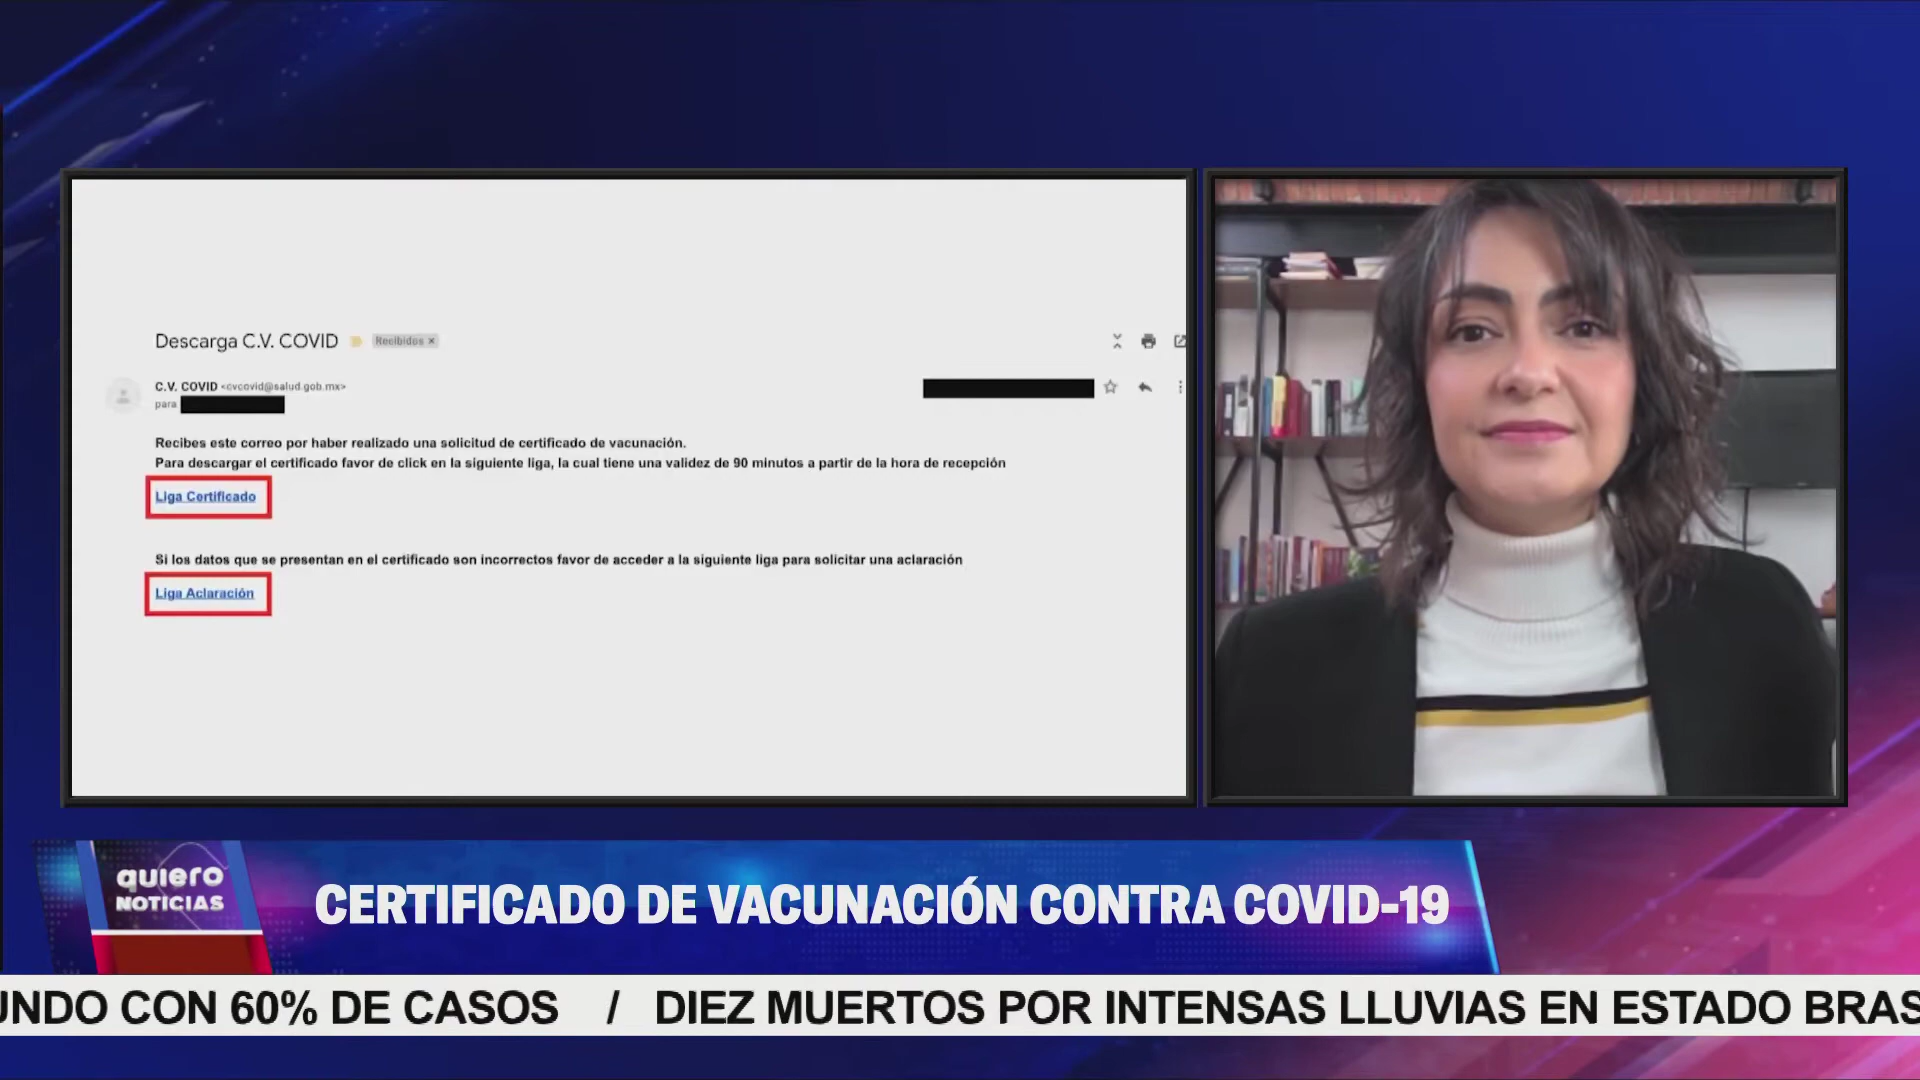 Descarga C.V. COVID
Recibidos ×
C.V. COVID <cvcovid@salud.gob.mx>
para
Recibes este correo por haber realizado una solicitud de certificado de vacunación.
Para descargar el certificado favor de click en la siguiente liga, la cual tiene una validez de 90 minutos a partir de la hora de recepción
Liga Certificado
Si los datos que se presentan en el certificado son incorrectos favor de acceder a la siguiente liga para solicitar una aclaración
Liga Aclaración
quiero
NOTICIAS
CERTIFICADO DE VACUNACIÓN CONTRA COVID-19
UNDO CON 60% DE CASOS / DIEZ MUERTOS POR INTENSAS LLUVIAS EN ESTADO BRAS